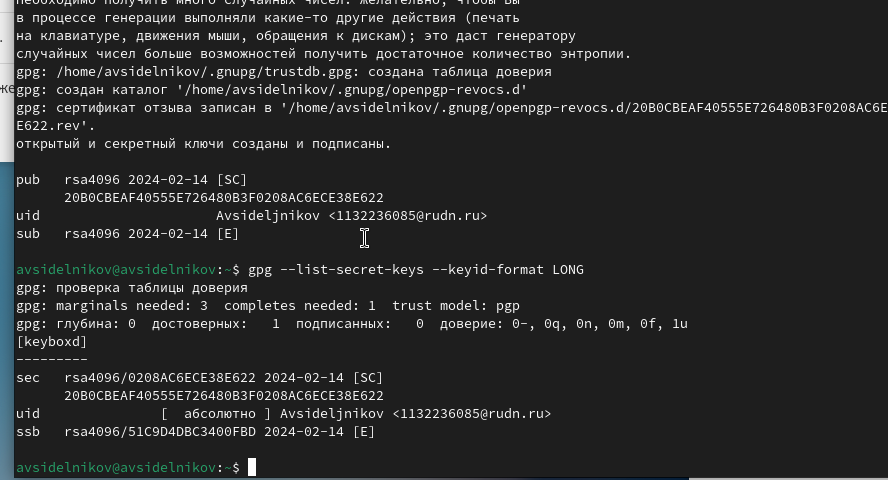 необходимо получить много случайных чисел. Желательно, чтобы Вы
в процессе генерации выполняли какие-то другие действия (печать
на клавиатуре, движения мыши, обращения к дискам); это даст генератору
случайных чисел больше возможностей получить достаточное количество энтропии.
gpg: /home/avsidelnikov/.gnupg/trustdb.gpg: создана таблица доверия
gpg: создан каталог '/home/avsidelnikov/.gnupg/openpgp-revocs.d'
gpg: сертификат отзыва записан в '/home/avsidelnikov/.gnupg/openpgp-revocs.d/20B0CBEAF40555E726480B3F0208AC6E
E622.rev'.
открытый и секретный ключи созданы и подписаны.
pub   rsa4096 2024-02-14 [SC]
      20B0CBEAF40555E726480B3F0208AC6ECE38E622
uid                      Avsideljnikov <1132236085@rudn.ru>
sub   rsa4096 2024-02-14 [E]
avsidelnikov@avsidelnikov:~$ gpg --list-secret-keys --keyid-format LONG
gpg: проверка таблицы доверия
gpg: marginals needed: 3  completes needed: 1  trust model: pgp
gpg: глубина: 0  достоверных:   1  подписанных:   0  доверие: 0-, 0q, 0n, 0m, 0f, 1u
[keyboxd]
---------
sec   rsa4096/0208AC6ECE38E622 2024-02-14 [SC]
      20B0CBEAF40555E726480B3F0208AC6ECE38E622
uid               [  абсолютно ] Avsideljnikov <1132236085@rudn.ru>
ssb   rsa4096/51C9D4DBC3400FBD 2024-02-14 [E]
avsidelnikov@avsidelnikov:~$